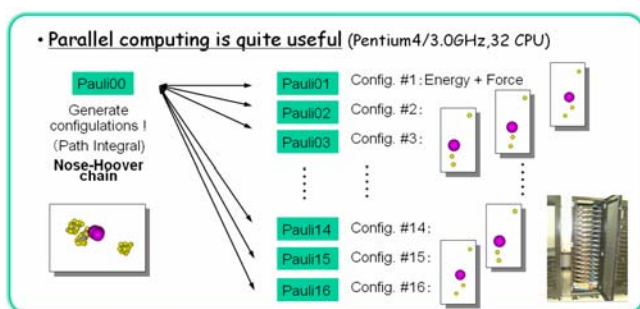 • Parallel computing is quite useful (Pentium4/3.0GHz,32 CPU)
Pauli00
Generate
configulations !
(Path Integral)
Nose-Hoover
chain
Pauli01 Config. #1: Energy + Force
Pauli02 Config. #2:
Pauli03 Config. #3:
Pauli14 Config. #14:
Pauli15 Config. #15:
Pauli16 Config. #16: